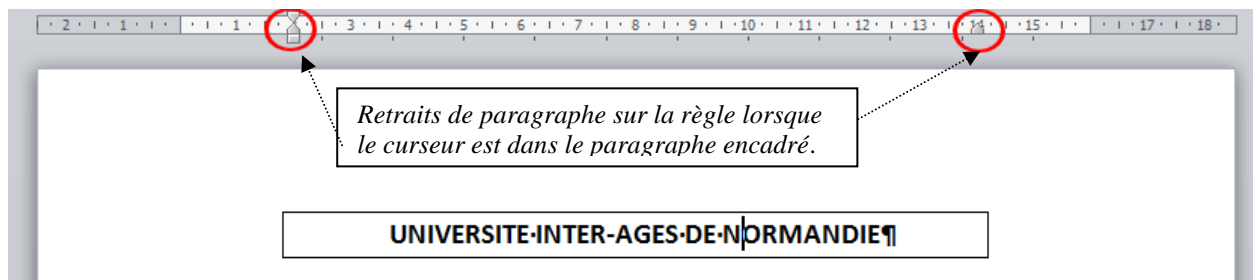 · 2 · ı · 1 · ı · ı · 1 · ı · 3 · ı · 4 · ı · 5 · ı · 6 · ı · 7 · ı · 8 · ı · 9 · ı · 10 · ı · 11 · ı · 12 · ı · 13 · ı · 14 · ı · 15 · ı · ı · 17 · ı · 18 ·
Retraits de paragraphe sur la règle lorsque
le curseur est dans le paragraphe encadré.
UNIVERSITE·INTER-AGES·DE·NORMANDIE¶